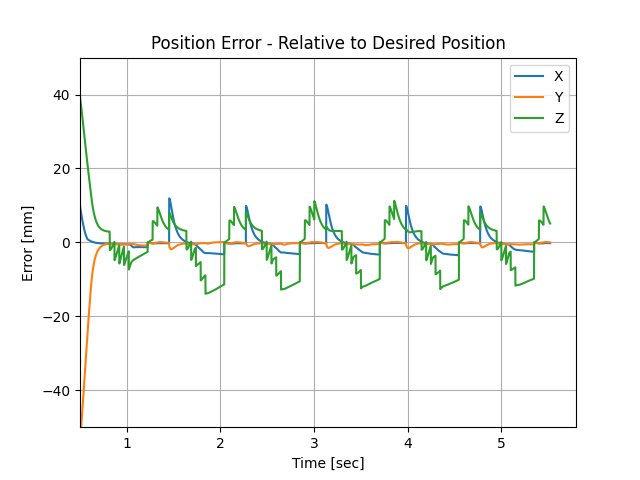 Position Error - Relative to Desired Position
Error [mm]
40
20
0
−20
−40
X
Y
Z
1
2
3
4
5
Time [sec]